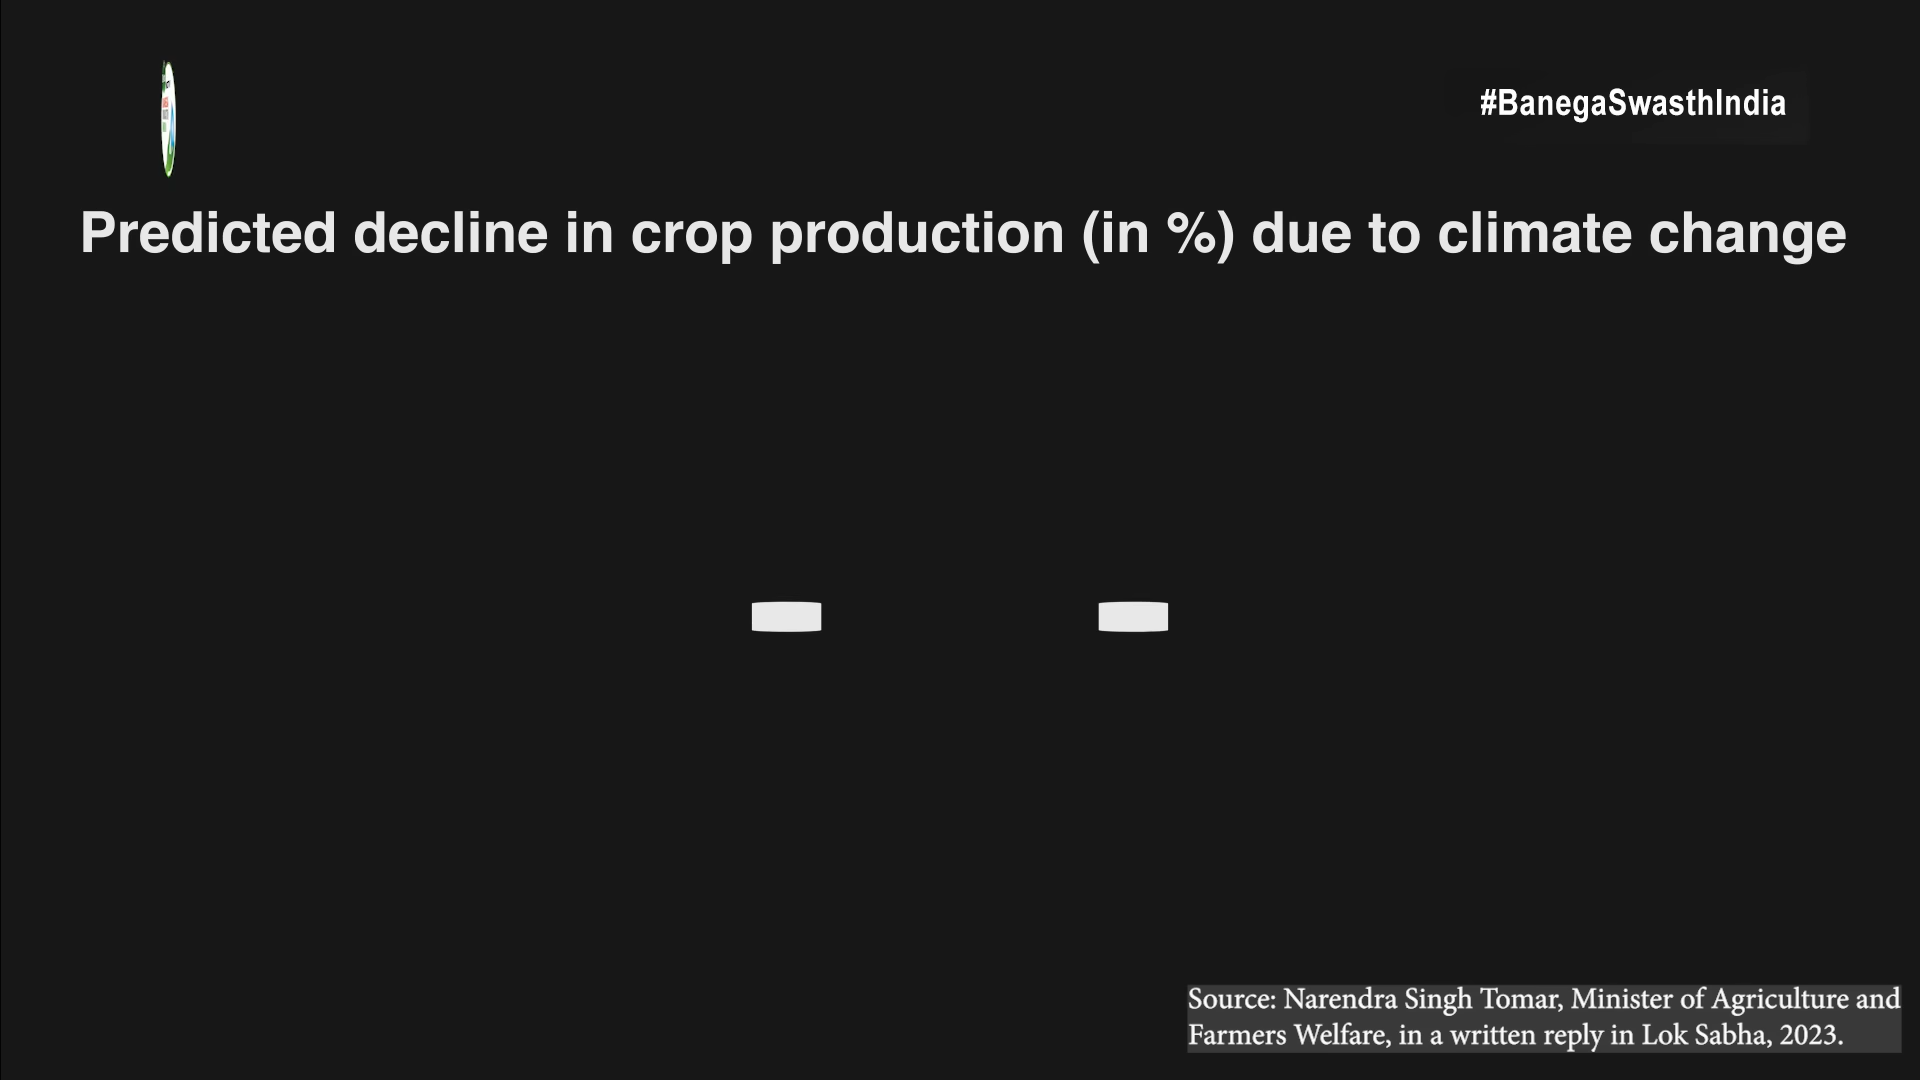 #BanegaSwasthIndia
Predicted decline in crop production (in %) due to climate change
Source: Narendra Singh Tomar, Minister of Agriculture and
Farmers Welfare, in a written reply in Lok Sabha, 2023.